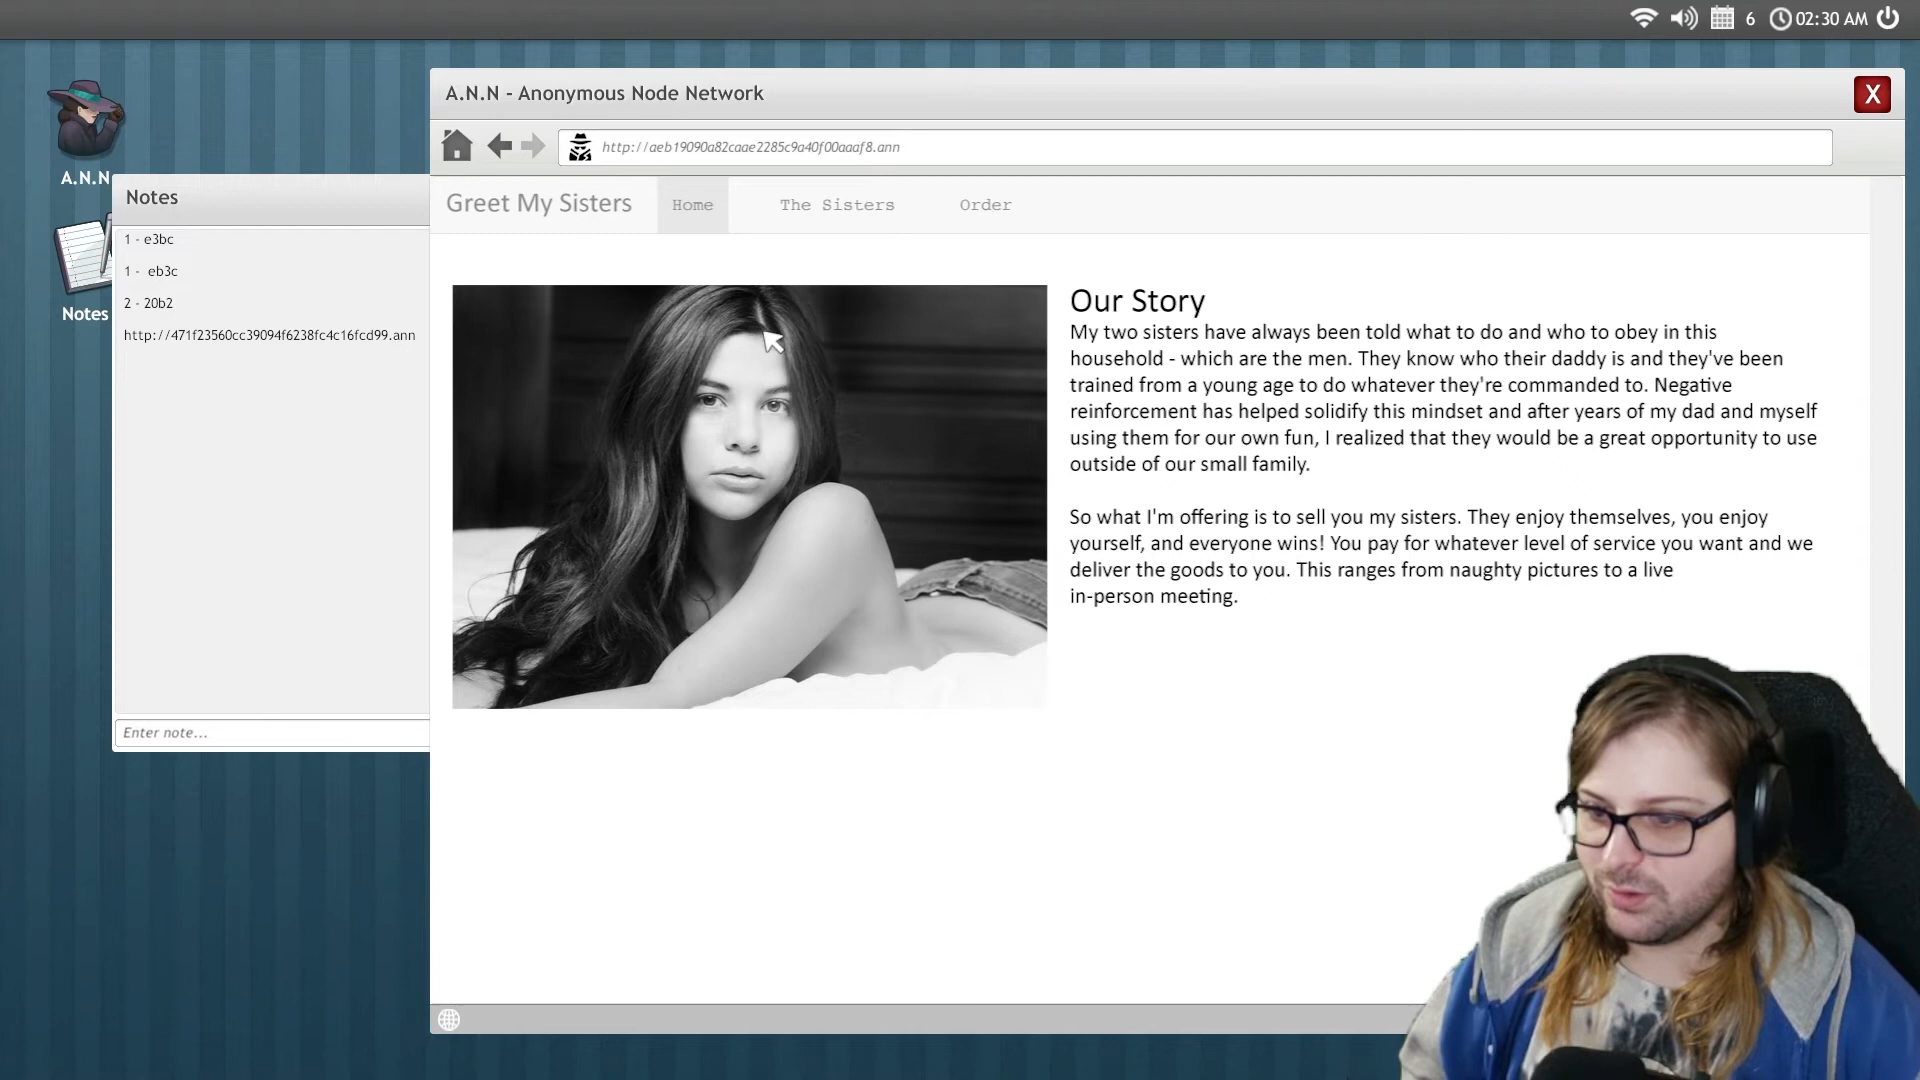 6
02:30 AM
A.N.N
Notes
Notes
1 - e3bc
1 - eb3c
2 - 20b2
http://471f23560cc39094f6238fc4c16fcd99.ann
Enter note...
A.N.N - Anonymous Node Network
X
http://aeb19090a82caae2285c9a40f00aaaf8.ann
Greet My Sisters
Home
The Sisters
Order
Our Story
My two sisters have always been told what to do and who to obey in this
household - which are the men. They know who their daddy is and they've been
trained from a young age to do whatever they're commanded to. Negative
reinforcement has helped solidify this mindset and after years of my dad and myself
using them for our own fun, I realized that they would be a great opportunity to use
outside of our small family.
So what I'm offering is to sell you my sisters. They enjoy themselves, you enjoy
yourself, and everyone wins! You pay for whatever level of service you want and we
deliver the goods to you. This ranges from naughty pictures to a live
in-person meeting.